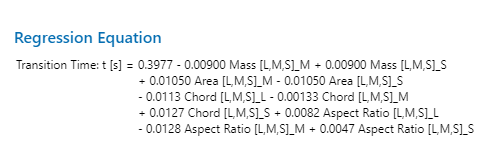 Regression Equation
Transition Time: t [s] = 0.3977 - 0.00900 Mass [L,M,S]_M + 0.00900 Mass [L,M,S]_S
+ 0.01050 Area [L,M,S]_M - 0.01050 Area [L,M,S]_S
- 0.0113 Chord [L,M,S]_L - 0.00133 Chord [L,M,S]_M
+ 0.0127 Chord [L,M,S]_S + 0.0082 Aspect Ratio [L,M,S]_L
- 0.0128 Aspect Ratio [L,M,S]_M + 0.0047 Aspect Ratio [L,M,S]_S